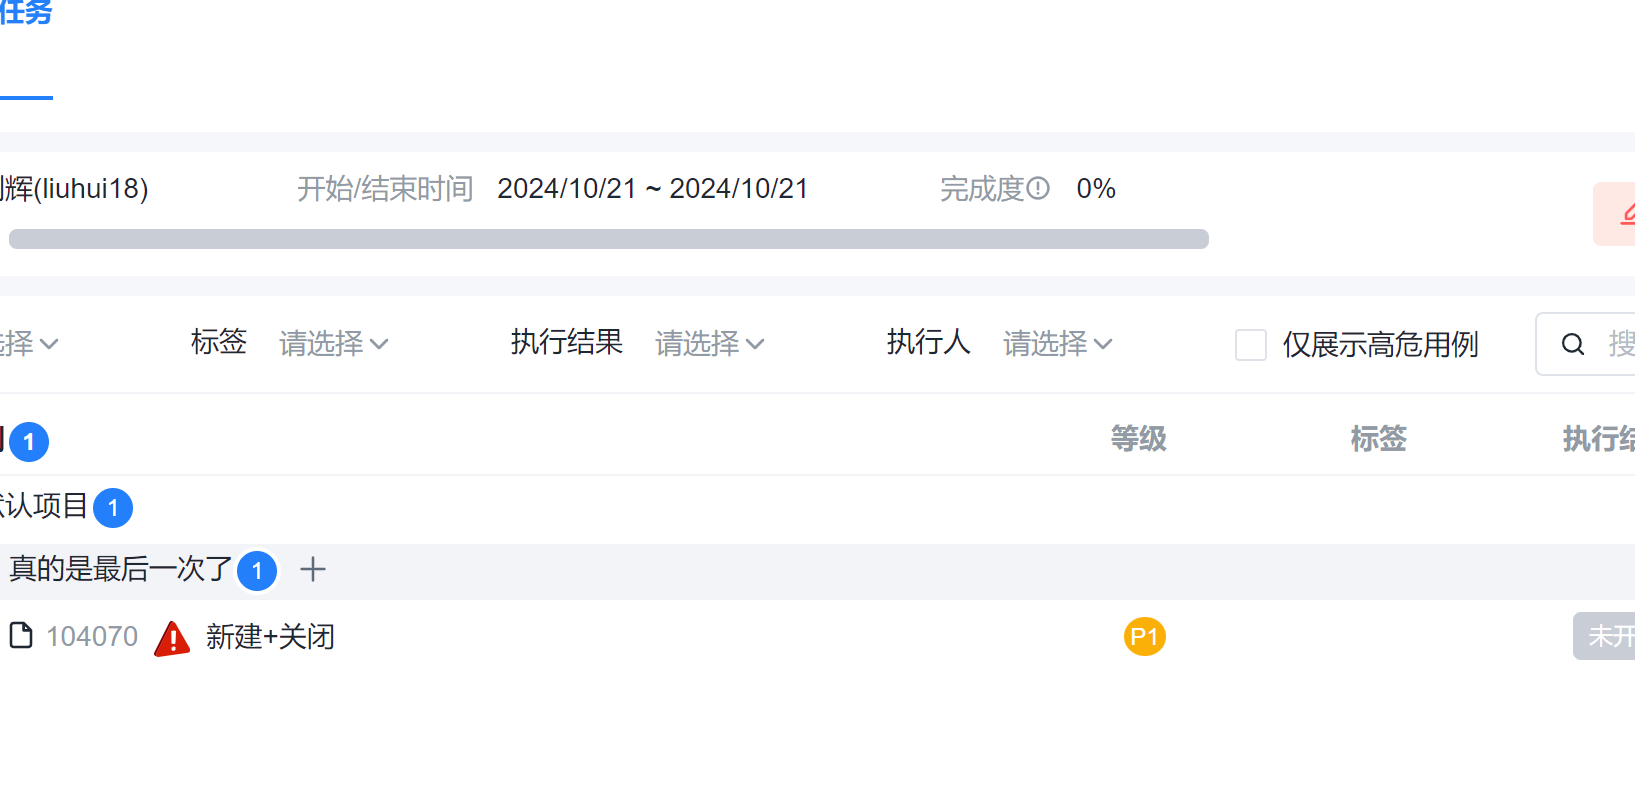 任务
辉(liuhui18) 开始/结束时间 2024/10/21 ~ 2024/10/21 完成度 0%
择 标签 请选择 执行结果 请选择 执行人 请选择 仅展示高危用例 搜
1 等级 标签 执行结
认项目 1
真的是最后一次了 1 +
104070 新建+关闭 P1 未开